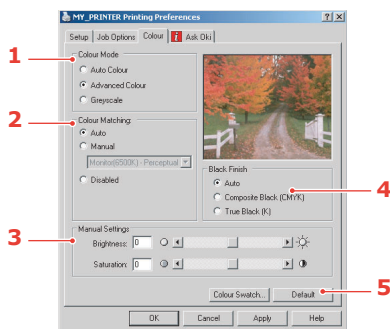 MY_PRINTER Printing Preferences
Setup Job Options Colour Ask Oki
1
Colour Mode
Auto Colour
Advanced Colour
Greyscale
2
Colour Matching:
Auto
Manual
Monitor(6500K) - Perceptual
Disabled
Black Finish
Auto
Composite Black (CMYK)
True Black (K)
4
3
Manual Settings
Brightness: 0
Saturation: 0
Colour Swatch... Default
5
OK Cancel Apply Help